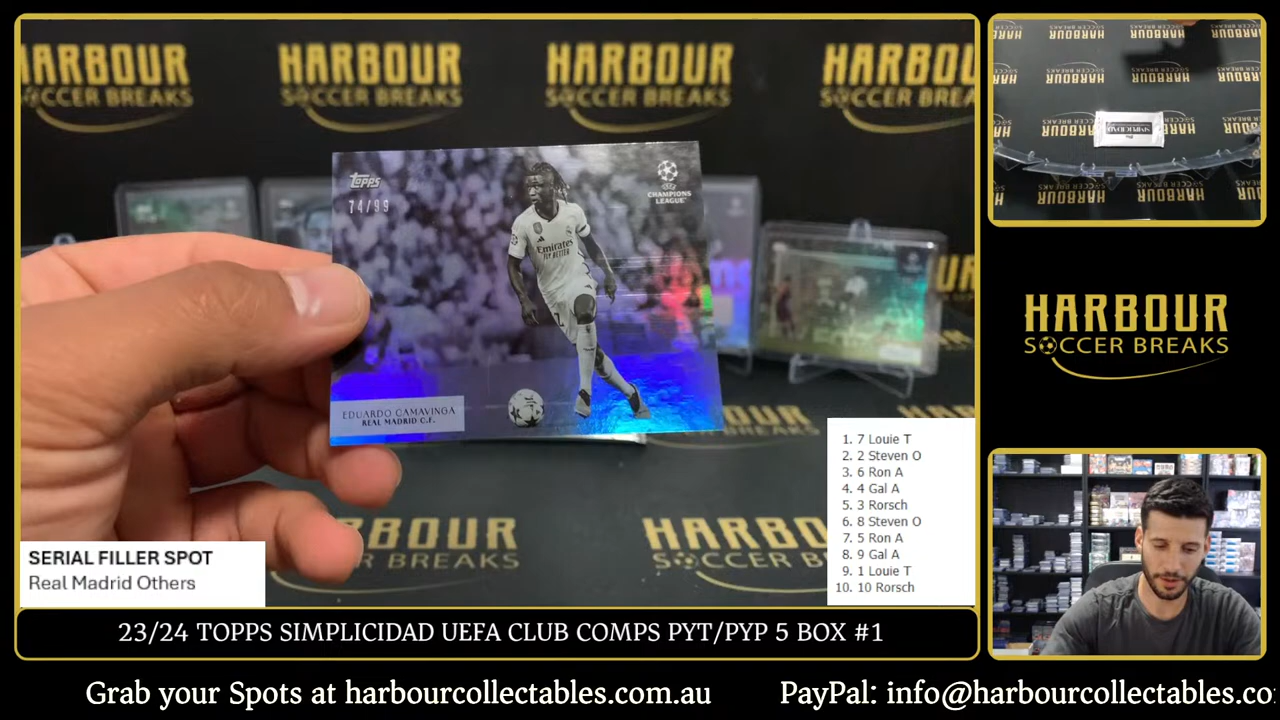 HARBOUR
SOCCER BREAKS
HARBOUR
SOCCER BREAKS
HARBOUR
SOCCER BREAKS
HARBOU
SOCCER BREAKS
topps
74/99
CHAMPIONS
LEAGUE
Emirates
FLY BETTER
EDUARDO CAMAVINGA
REAL MADRID C.F.
HARBOUR
SOCCER BREAKS
SERIAL FILLER SPOT
Real Madrid Others
1. 7 Louie T
2. 2 Steven O
3. 6 Ron A
4. 4 Gal A
5. 3 Rorsch
6. 8 Steven O
7. 5 Ron A
8. 9 Gal A
9. 1 Louie T
10. 10 Rorsch
SIMPLICIDAD
HARBOUR
SOCCER BREAKS
23/24 TOPPS SIMPLICIDAD UEFA CLUB COMPS PYT/PYP 5 BOX #1
Grab your Spots at harbourcollectables.com.au
PayPal: info@harbourcollectables.co